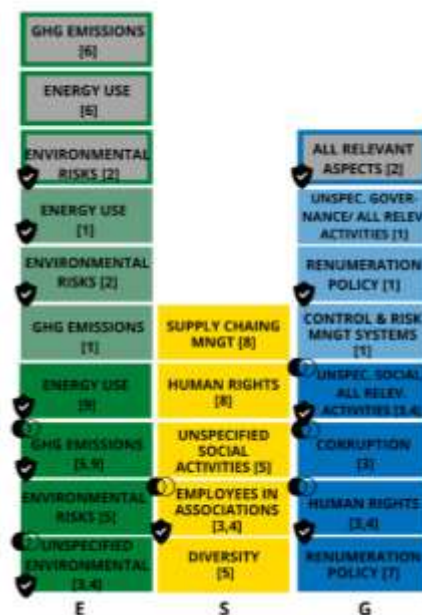 GHG EMISSIONS
[6]
ENERGY USE
[6]
ENVIRONMENTAL
RISKS [2]
ENERGY USE
[1]
ENVIRONMENTAL
RISKS [2]
GHG EMISSIONS
[1]
ENERGY USE
[9]
GHG EMISSIONS
[5,9]
ENVIRONMENTAL
RISKS [5]
UNSPECIFIED
ENVIRONMENTAL
[3,4]
E
SUPPLY CHAING
MNGT [8]
HUMAN RIGHTS
[8]
UNSPECIFIED
SOCIAL
ACTIVITIES [5]
EMPLOYEES IN
ASSOCIATIONS
[3,4]
DIVERSITY
[5]
S
ALL RELEVANT
ASPECTS [2]
UNSPEC. GOVER-
NANCE/ ALL RELEV.
ACTIVITIES [1]
RENUMERATION
POLICY [1]
CONTROL & RISK
MNGT SYSTEMS
[1]
UNSPEC. SOCIAL
ALL RELEV.
ACTIVITIES [3,4]
CORRUPTION
[3]
HUMAN RIGHTS
[3,4]
RENUMERATION
POLICY [7]
G